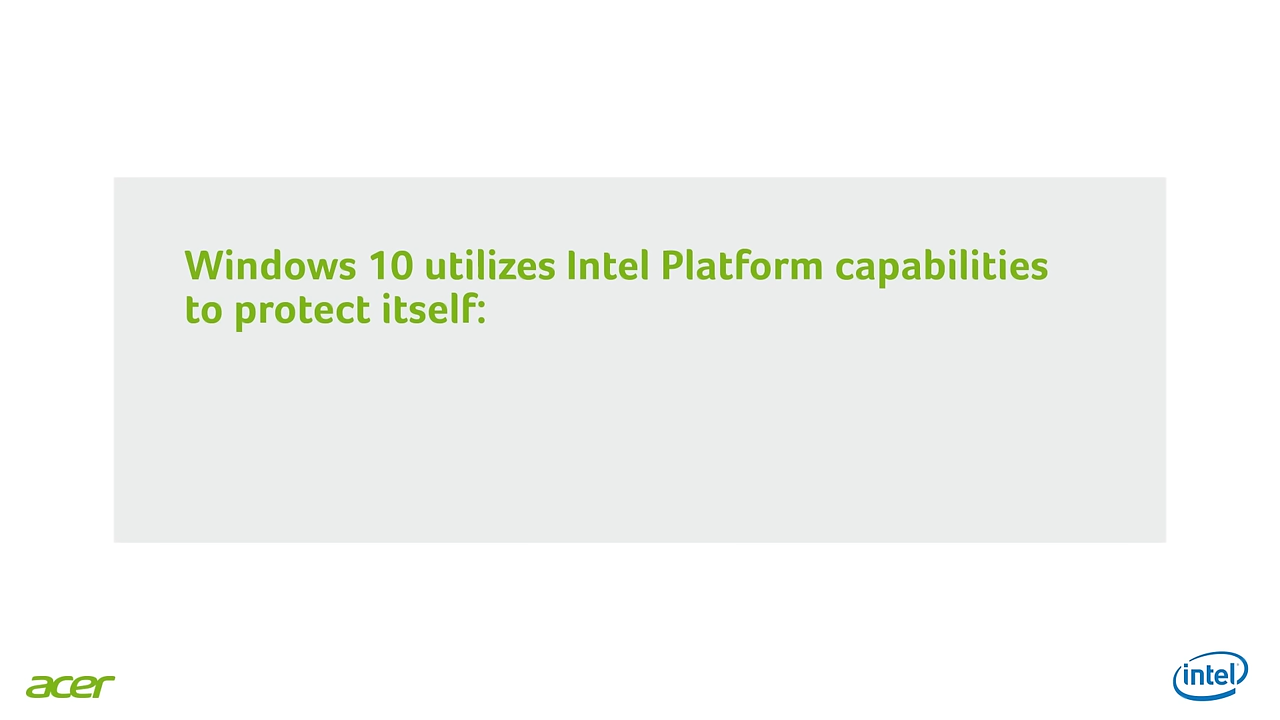 Windows 10 utilizes Intel Platform capabilities
to protect itself:
acer
intel